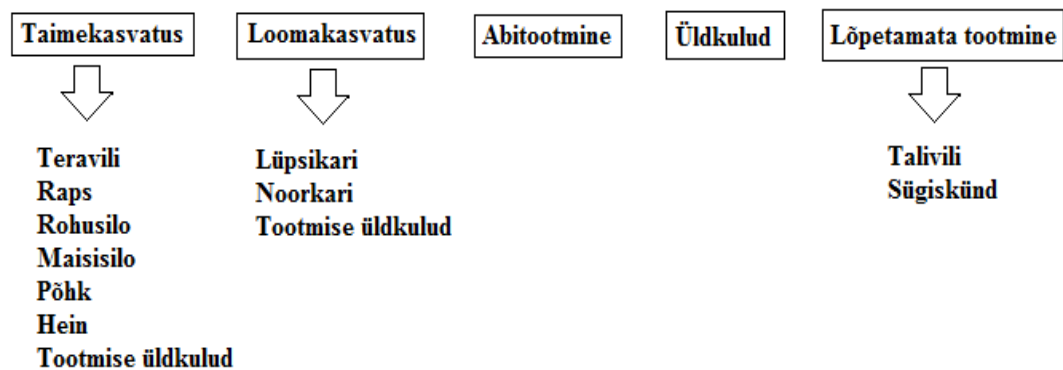 Taimekasvatus
Loomakasvatus
Abitootmine
Üldkulud
Lõpetamata tootmine
Teravili
Raps
Rohusilo
Maisisilo
Põhk
Hein
Tootmise üldkulud
Lüpsikari
Noorkari
Tootmise üldkulud
Talivili
Sügiskünd